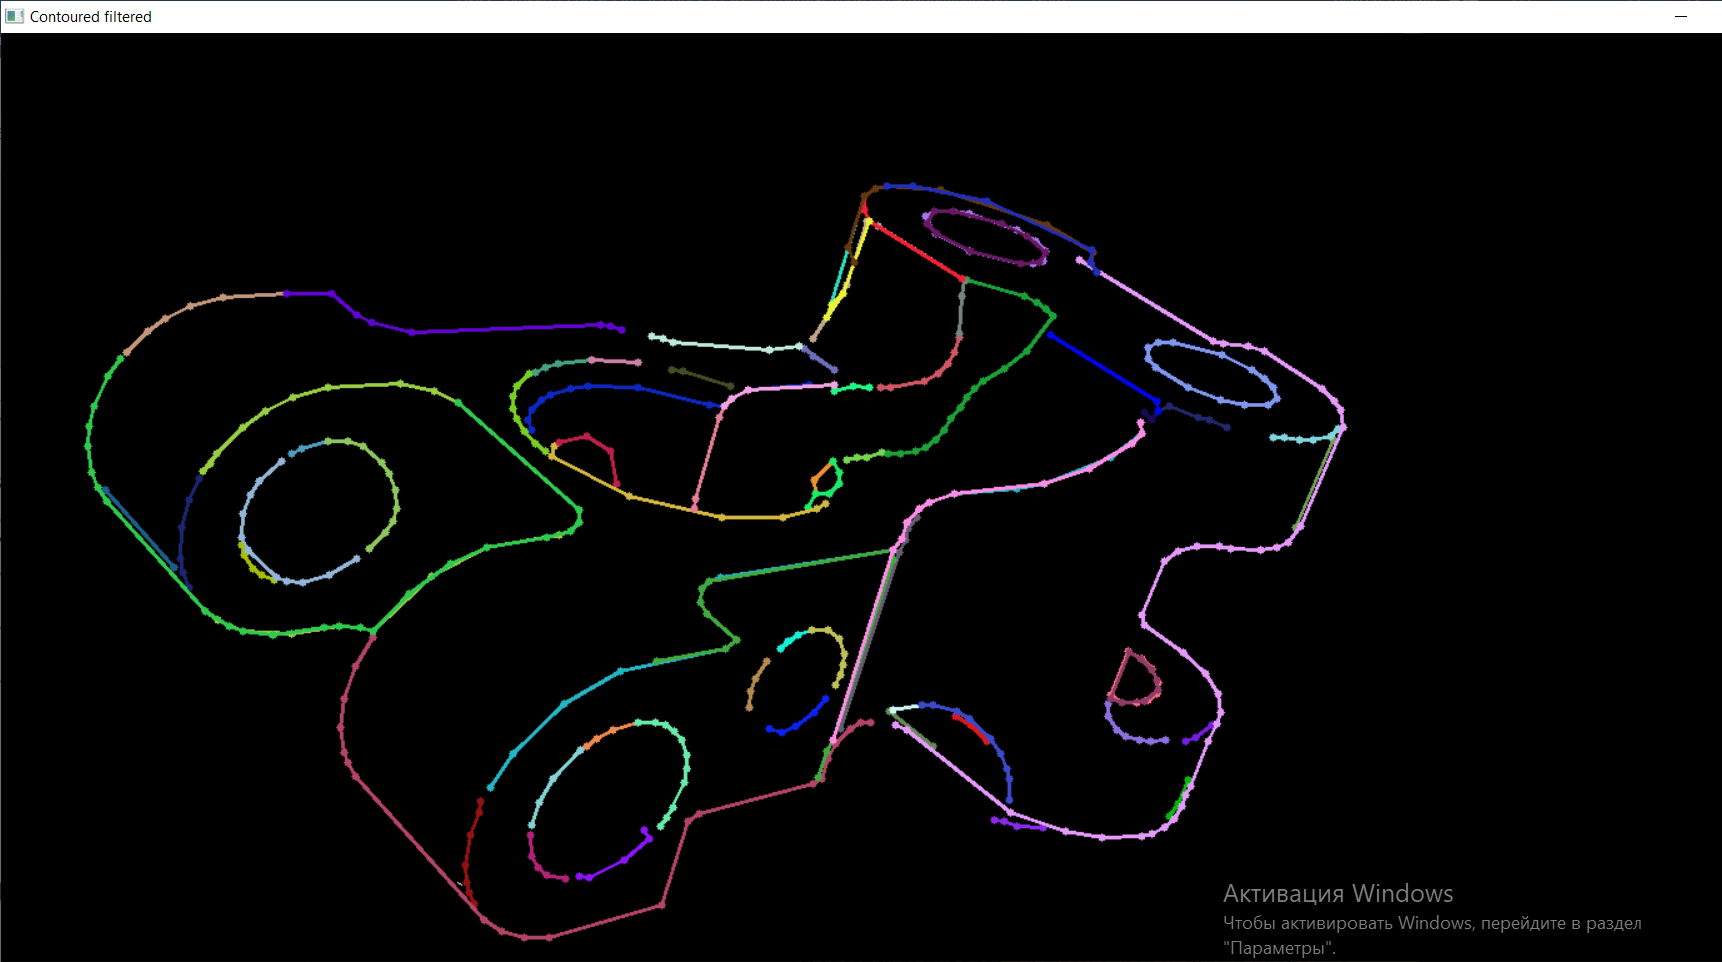 Contoured filtered
Активация Windows
Чтобы активировать Windows, перейдите в раздел
"Параметры".